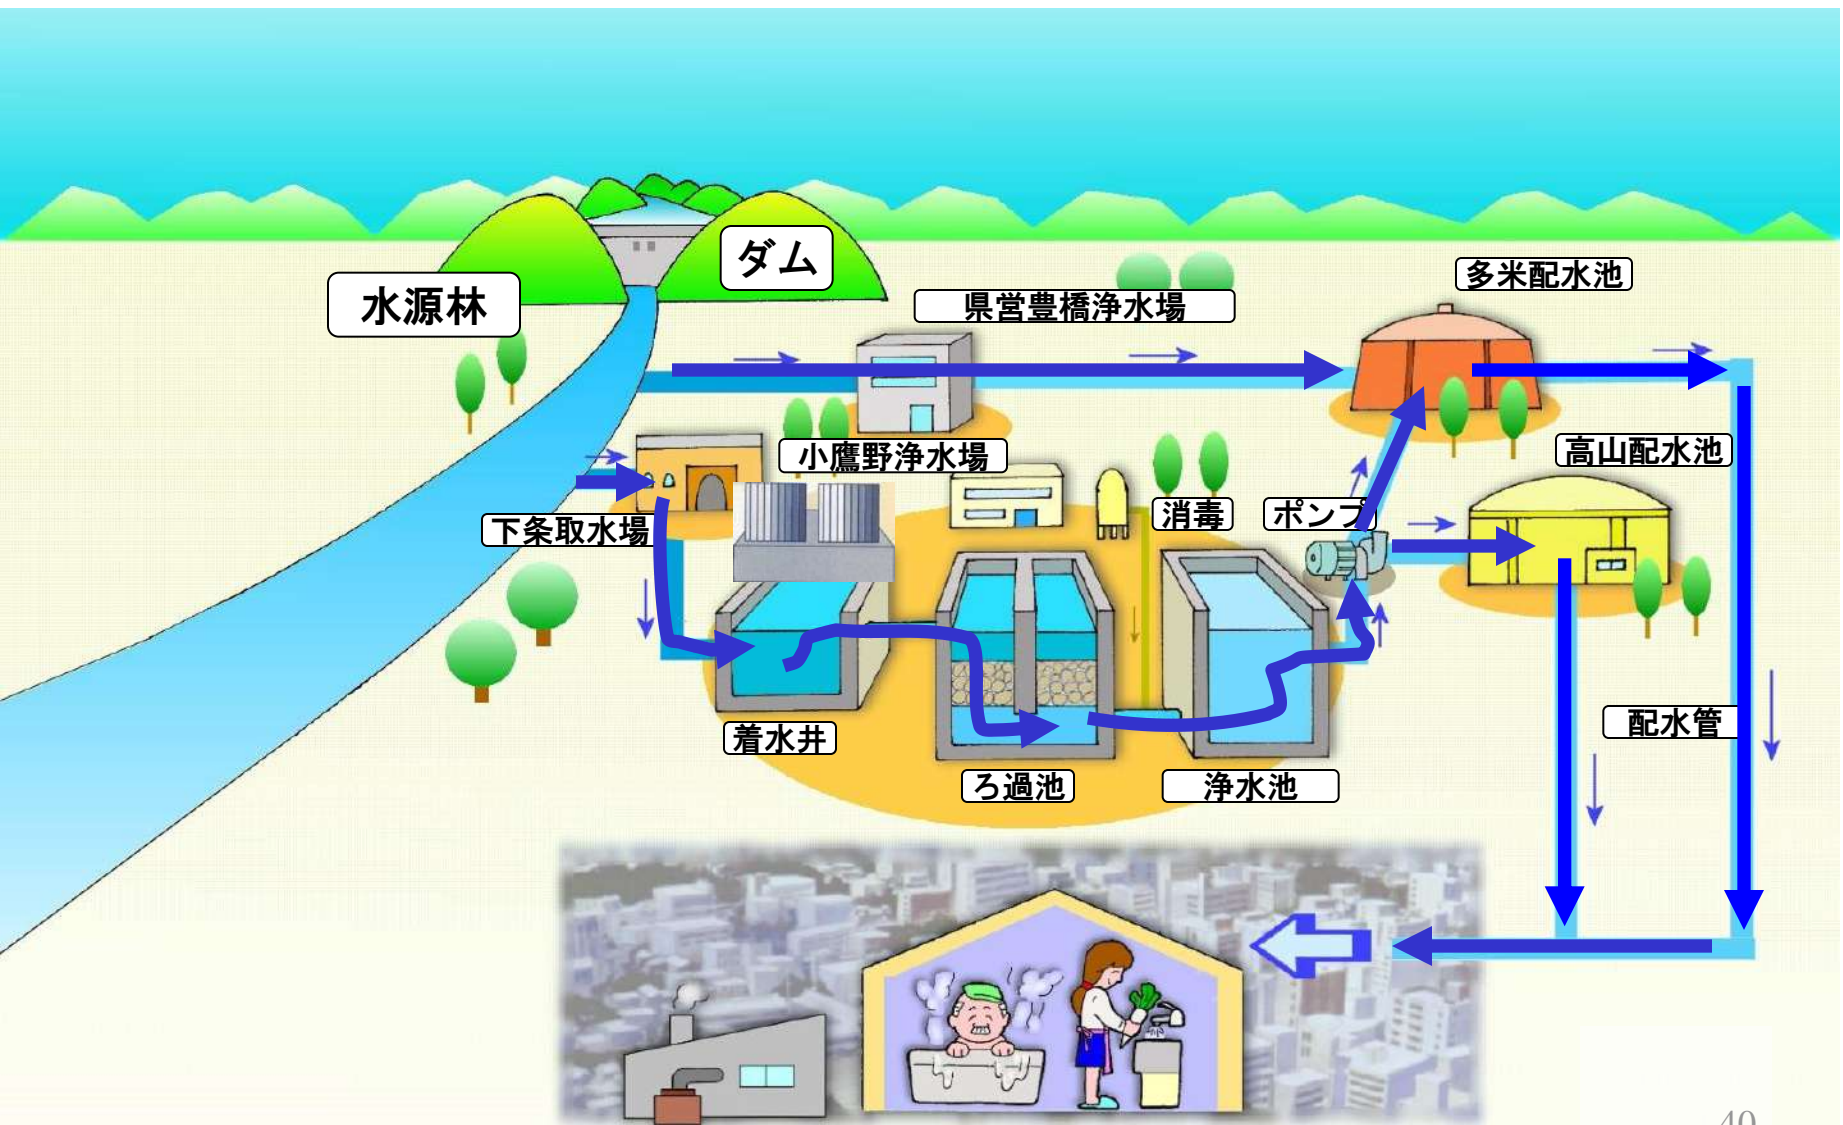 ダム
水源林
多米配水池
県営豊橋浄水場
高山配水池
小鷹野浄水場
下条取水場
消毒
ポンプ
着水井
配水管
ろ過池
浄水池
40